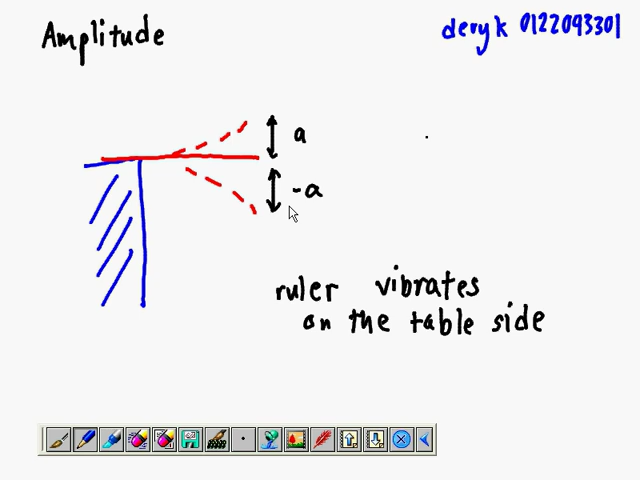 Amplitude
deryk 0122093301
a
-a
ruler vibrates
on the table side